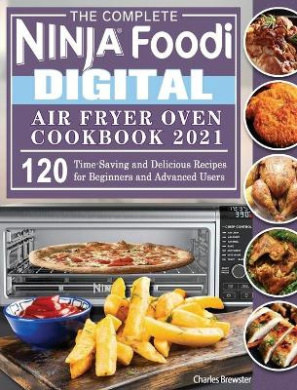 THE COMPLETE
NINJA® Foodi
DIGITAL
AIR FRYER OVEN
COOKBOOK 2021
120 Time-Saving and Delicious Recipes
for Beginners and Advanced Users
Charles Brewster